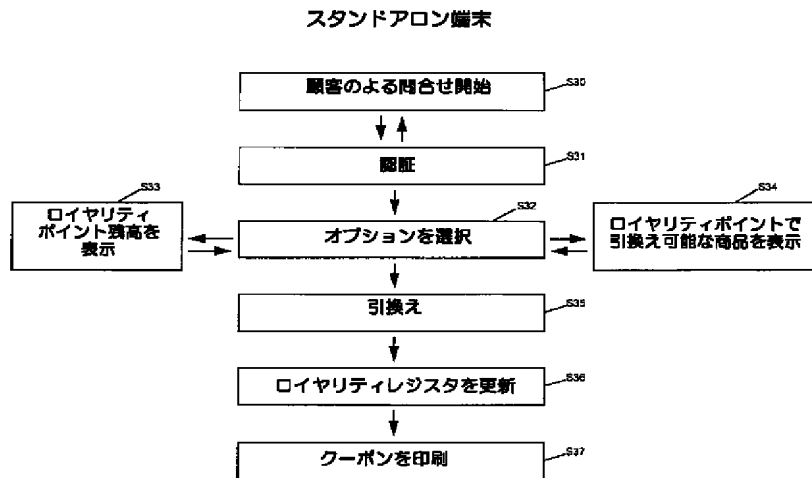 スタンドアロン端末
顧客のよる問合せ開始
S30
認証
S31
S33
ロイヤリティ
ポイント残高を
表示
S32
オプションを選択
S34
ロイヤリティポイントで
引換え可能な商品を表示
引換え
S35
ロイヤリティレジスタを更新
S36
クーポンを印刷
S37